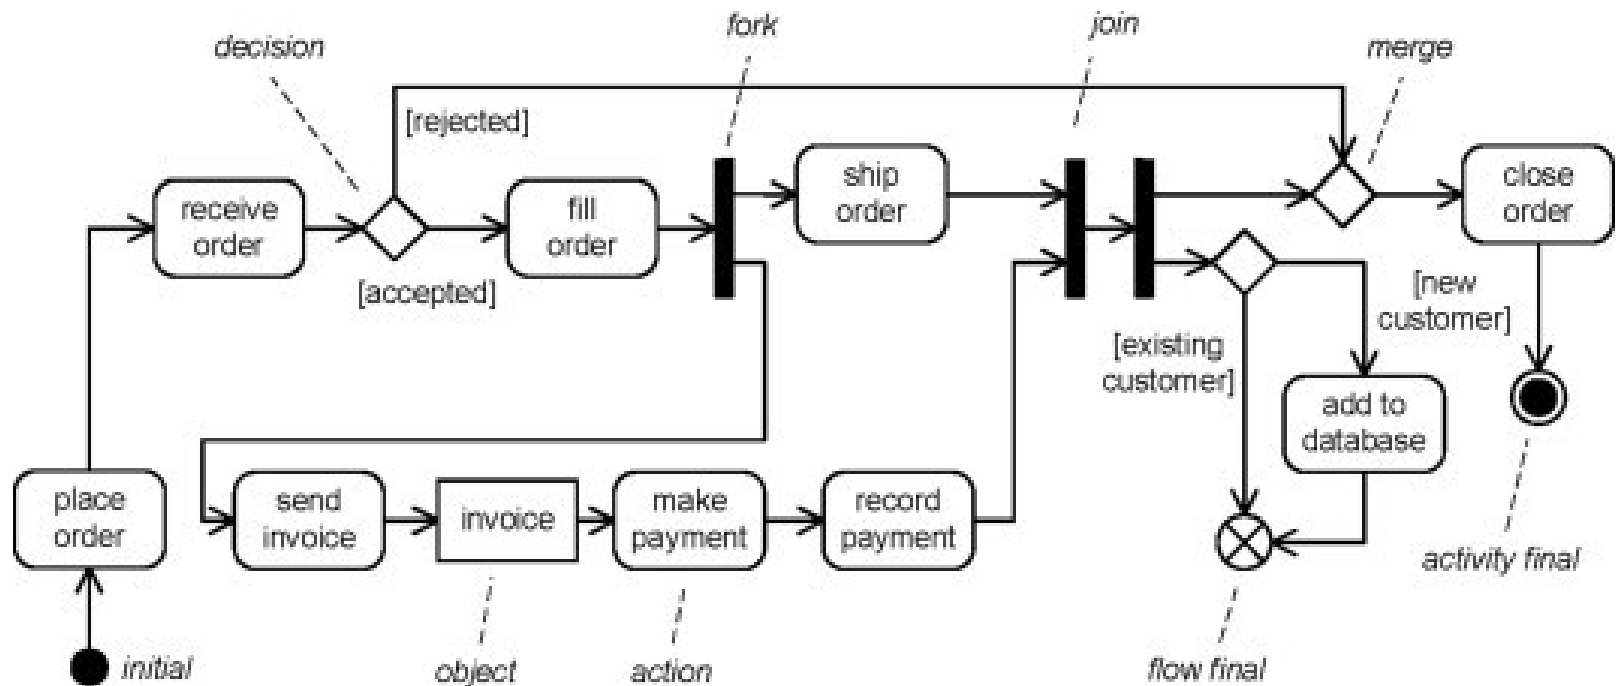 fork
join
decision
merge
[rejected]
receive
order
fill
order
ship
order
close
order
[accepted]
[new
customer]
[existing
customer]
add to
database
place
order
send
invoice
invoice
make
payment
record
payment
activity final
initial
object
action
flow final